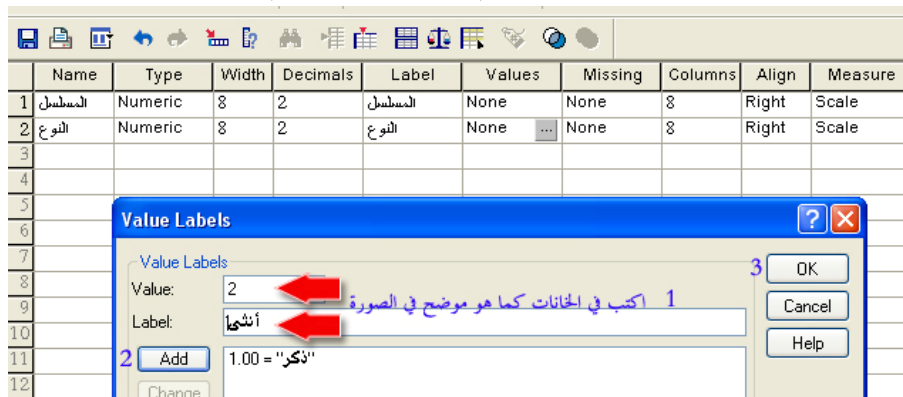 Name Type Width Decimals Label Values Missing Columns Align Measure
1 المسلسل Numeric 8 2 المسلسل None None 8 Right Scale
2 النوع Numeric 8 2 النوع None ... None 8 Right Scale
3
4
5
6
7
8
9
10
11
12
Value Labels
Value Labels
Value: 2
Label: أنثى
1 اكتب في الخانات كما هو موضح في الصورة
3 OK
Cancel
Help
2 Add
1.00 = "ذكر"
Change